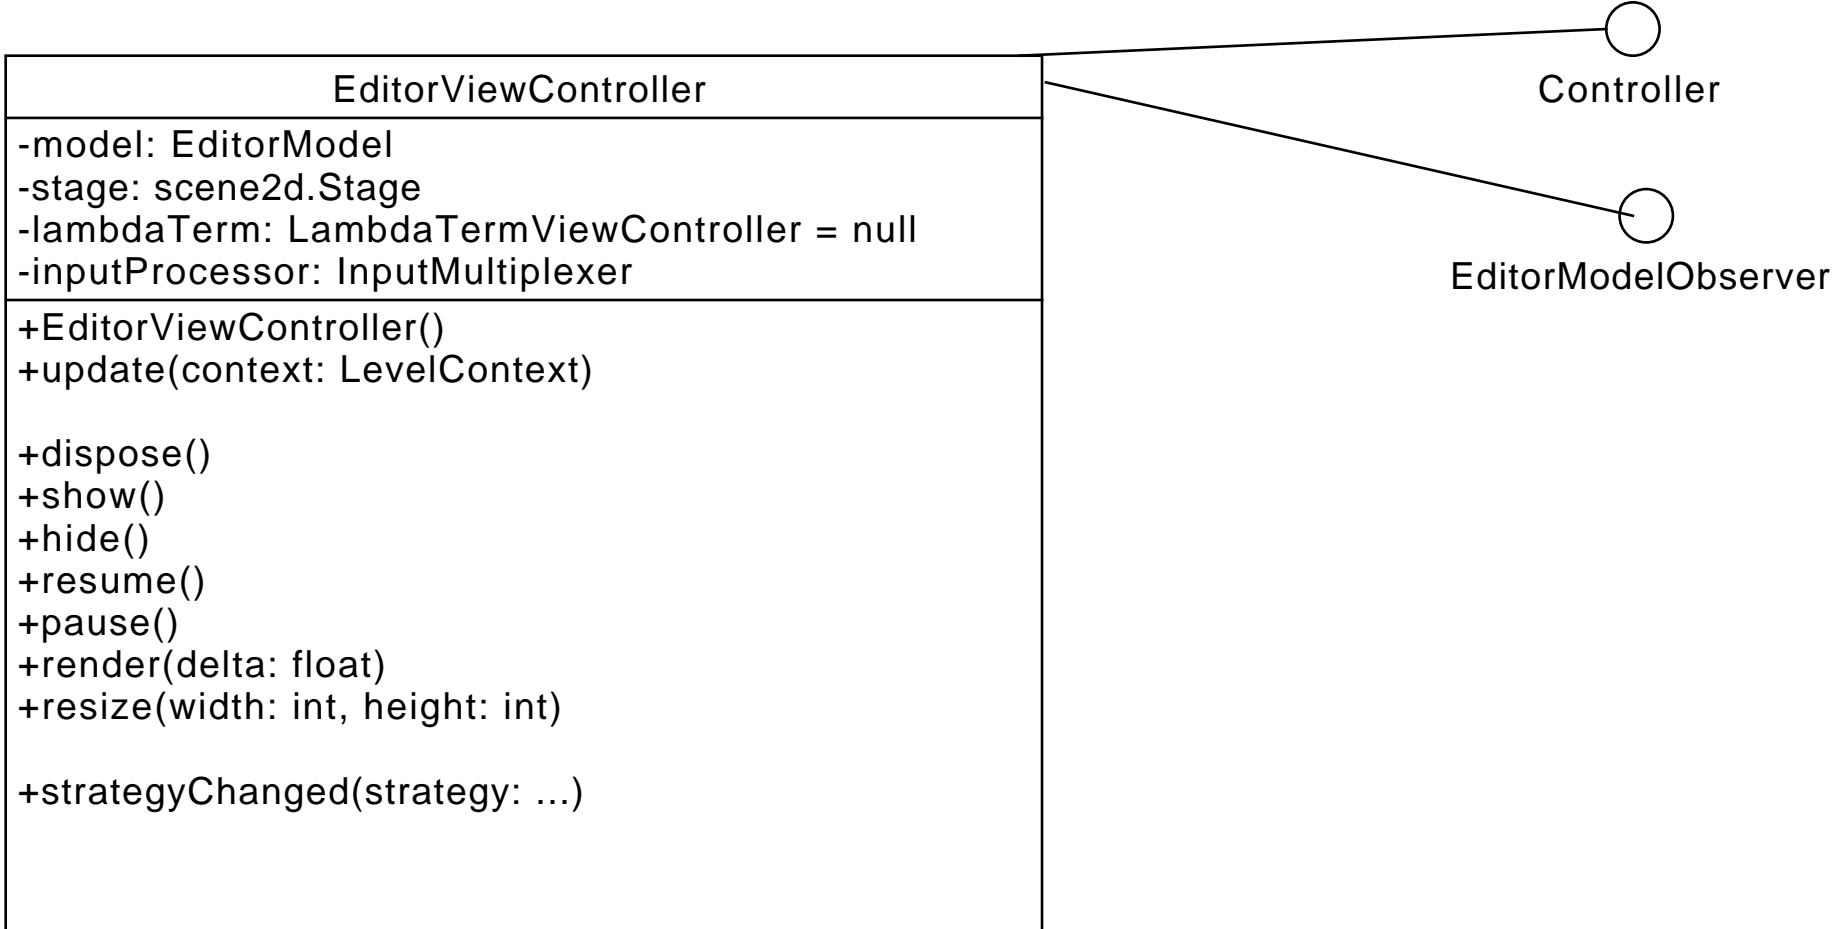 EditorViewController
-model: EditorModel
-stage: scene2d.Stage
-lambdaTerm: LambdaTermViewController = null
-inputProcessor: InputMultiplexer
+EditorViewController()
+update(context: LevelContext)
+dispose()
+show()
+hide()
+resume()
+pause()
+render(delta: float)
+resize(width: int, height: int)
+strategyChanged(strategy: ...)
Controller
EditorModelObserver